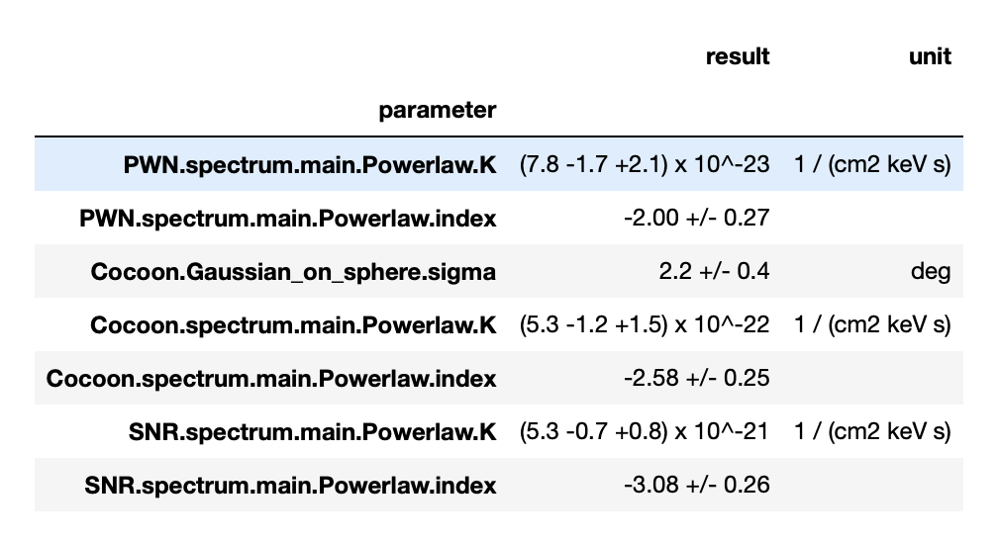 result unit
parameter
PWN.spectrum.main.Powerlaw.K (7.8 -1.7 +2.1) x 10^-23 1 / (cm2 keV s)
PWN.spectrum.main.Powerlaw.index -2.00 +/- 0.27
Cocoon.Gaussian_on_sphere.sigma 2.2 +/- 0.4 deg
Cocoon.spectrum.main.Powerlaw.K (5.3 -1.2 +1.5) x 10^-22 1 / (cm2 keV s)
Cocoon.spectrum.main.Powerlaw.index -2.58 +/- 0.25
SNR.spectrum.main.Powerlaw.K (5.3 -0.7 +0.8) x 10^-21 1 / (cm2 keV s)
SNR.spectrum.main.Powerlaw.index -3.08 +/- 0.26